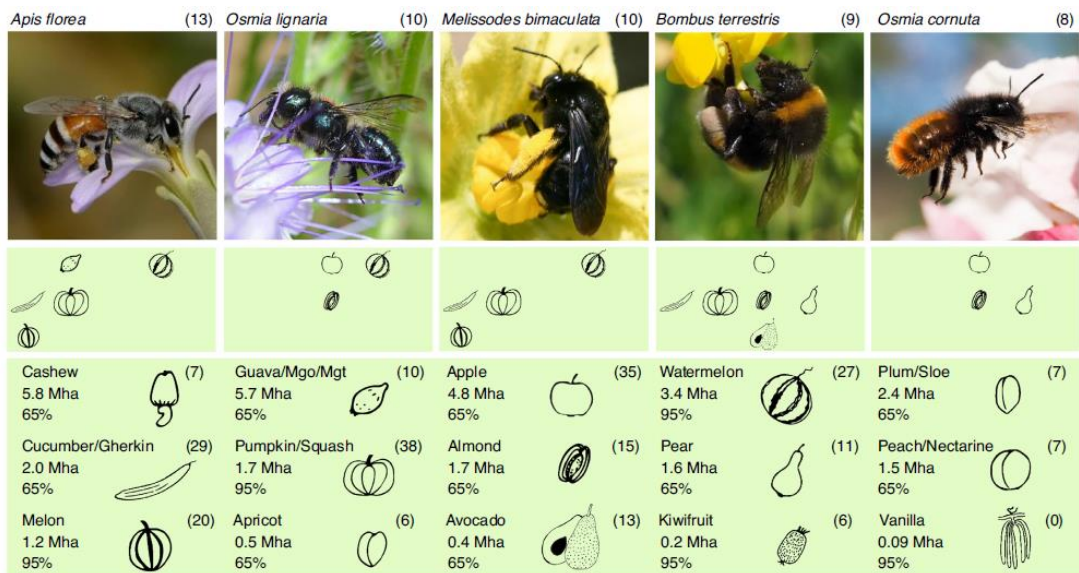 Apis florea (13) Osmia lignaria (10) Melissodes bimaculata (10) Bombus terrestris (9) Osmia cornuta (8)
Cashew (7) Guava/Mgo/Mgt (10) Apple (35) Watermelon (27) Plum/Sloe (7)
5.8 Mha 5.7 Mha 4.8 Mha 3.4 Mha 2.4 Mha
65% 65% 65% 95% 65%
Cucumber/Gherkin (29) Pumpkin/Squash (38) Almond (15) Pear (11) Peach/Nectarine (7)
2.0 Mha 1.7 Mha 1.7 Mha 1.6 Mha 1.5 Mha
65% 95% 65% 65% 65%
Melon (20) Apricot (6) Avocado (13) Kiwifruit (6) Vanilla (0)
1.2 Mha 0.5 Mha 0.4 Mha 0.2 Mha 0.09 Mha
95% 65% 65% 95% 95%